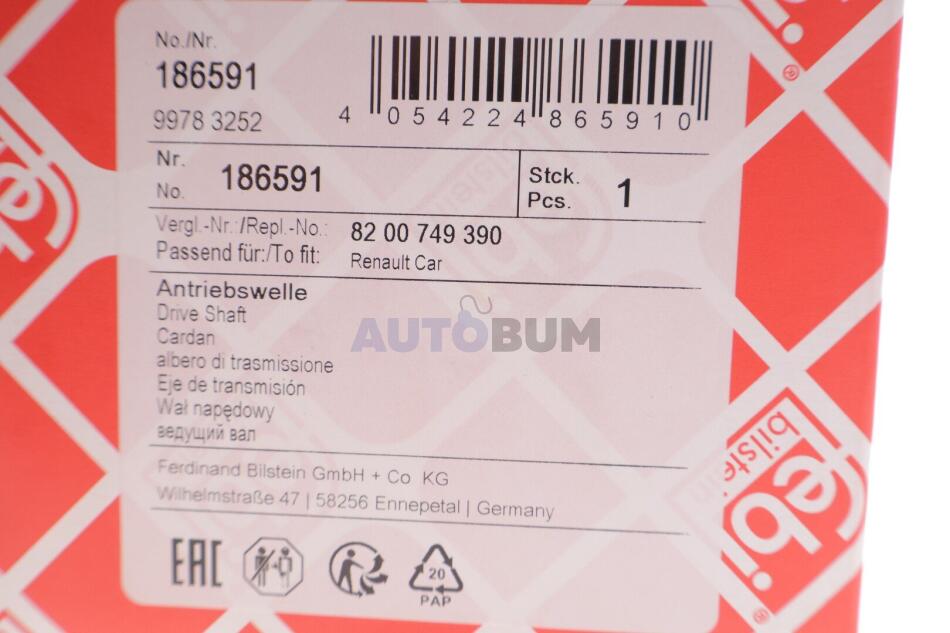 No./Nr.
186591
9978 3252
4 054224 865910
Nr.
No. 186591
Stck.
Pcs. 1
Vergl.-Nr.:/Repl.-No.: 82 00 749 390
Passend für:/To fit: Renault Car
Antriebswelle
Drive Shaft
Cardan
albero di trasmissione
Eje de transmisión
Wał napędowy
ведущий вал
AUTOBUM
Ferdinand Bilstein GmbH + Co KG
Wilhelmstraße 47 | 58256 Ennepetal | Germany
EAC
20
PAP
febi
bilstein
®